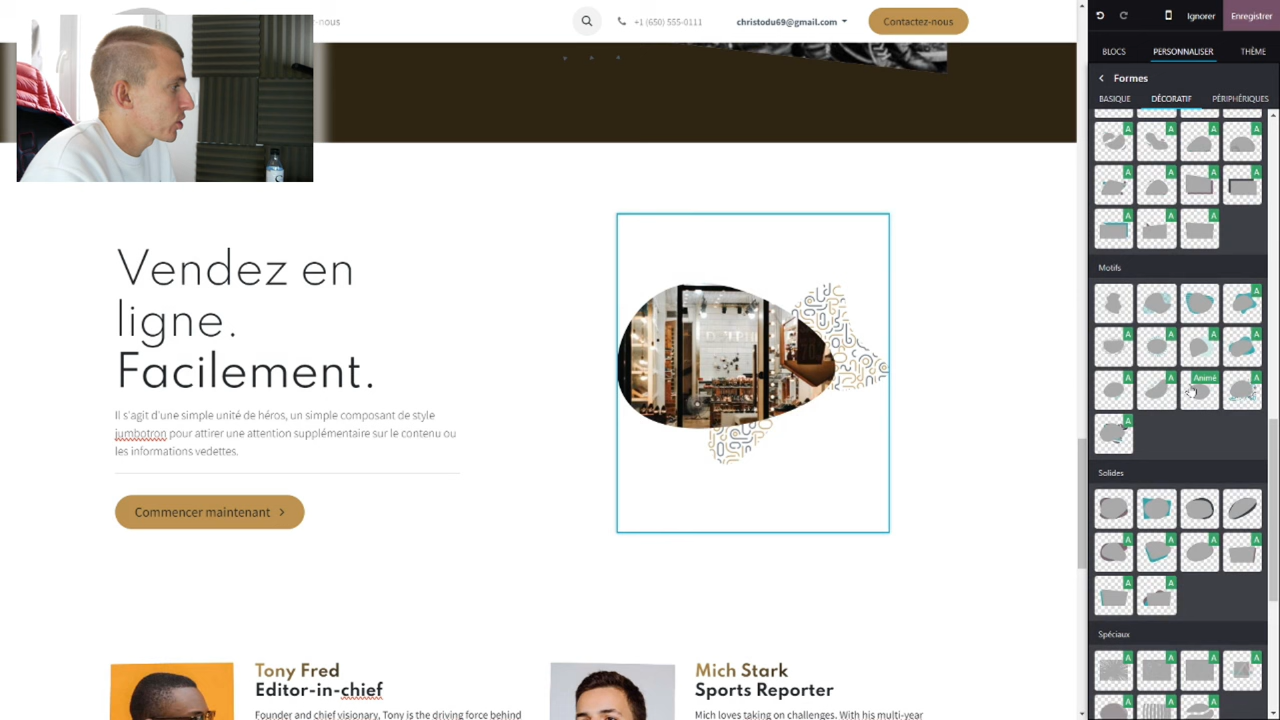 z-nous
+1 (650) 555-0111
christodu69@gmail.com
Contactez-nous
Ignorer
Enregistrer
BLOCS
PERSONNALISER
THÈME
Formes
BASIQUE
DÉCORATIF
PÉRIPHÉRIQUES
A A A A
A A A A
A A A
Motifs
A
A A A A
A A Animé A
A
Vendez en
ligne.
Facilement.
Il s'agit d'une simple unité de héros, un simple composant de style
jumbotron pour attirer une attention supplémentaire sur le contenu ou
les informations vedettes.
Commencer maintenant
Solides
A A A A
A A
Spéciaux
A A A A
A A A
Tony Fred
Editor-in-chief
Founder and chief visionary, Tony is the driving force behind
Mich Stark
Sports Reporter
Mich loves taking on challenges. With his multi-year